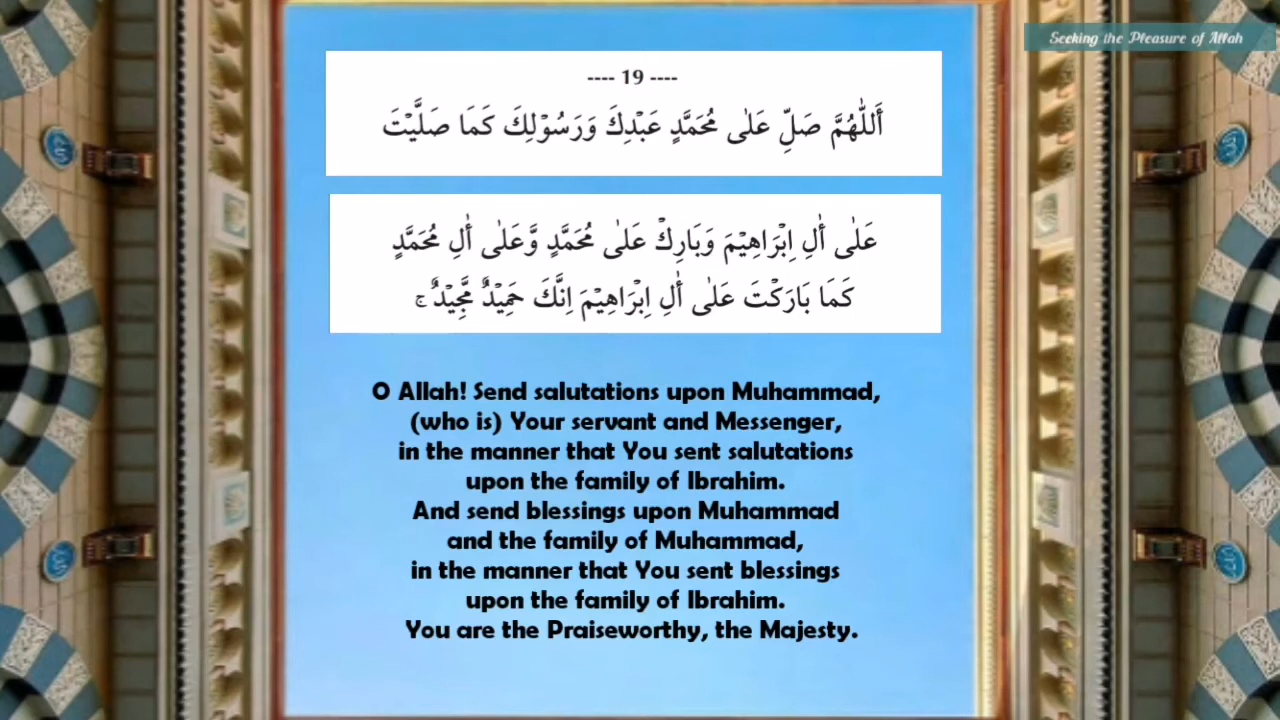 Seeking the Pleasure of Allah
---- 19 ----
أَللّٰهُمَّ صَلِّ عَلٰى مُحَمَّدٍ عَبْدِكَ وَرَسُوْلِكَ كَمَا صَلَّيْتَ
عَلٰى أٰلِ اِبْرَاهِيْمَ وَبَارِكْ عَلٰى مُحَمَّدٍ وَّعَلٰى أٰلِ مُحَمَّدٍ
كَمَا بَارَكْتَ عَلٰى أٰلِ اِبْرَاهِيْمَ اِنَّكَ حَمِيْدٌ مَّجِيْدٌ ۚ
O Allah! Send salutations upon Muhammad,
(who is) Your servant and Messenger,
in the manner that You sent salutations
upon the family of Ibrahim.
And send blessings upon Muhammad
and the family of Muhammad,
in the manner that You sent blessings
upon the family of Ibrahim.
You are the Praiseworthy, the Majesty.